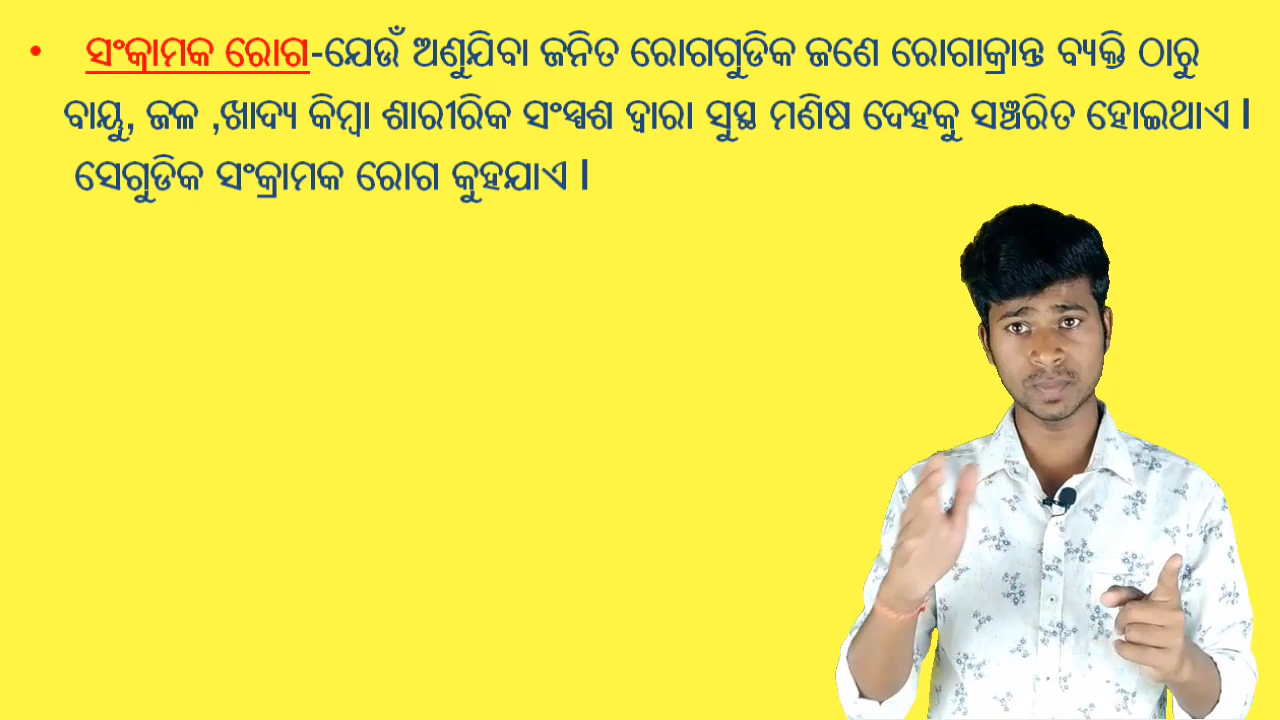 • ସଂକ୍ରାମକ ରୋଗ-ଯେଉଁ ଅଣୁଯିବା ଜନିତ ରୋଗଗୁଡିକ ଜଣେ ରୋଗାକ୍ରାନ୍ତ ବ୍ୟକ୍ତି ଠାରୁ
ବାୟୁ, ଜଳ ,ଖାଦ୍ୟ କିମ୍ବା ଶାରୀରିକ ସଂସ୍ପଶ ଦ୍ୱାରା ସୁସ୍ଥ ମଣିଷ ଦେହକୁ ସଞ୍ଚରିତ ହୋଇଥାଏ ।
ସେଗୁଡିକ ସଂକ୍ରାମକ ରୋଗ କୁହଯାଏ ।